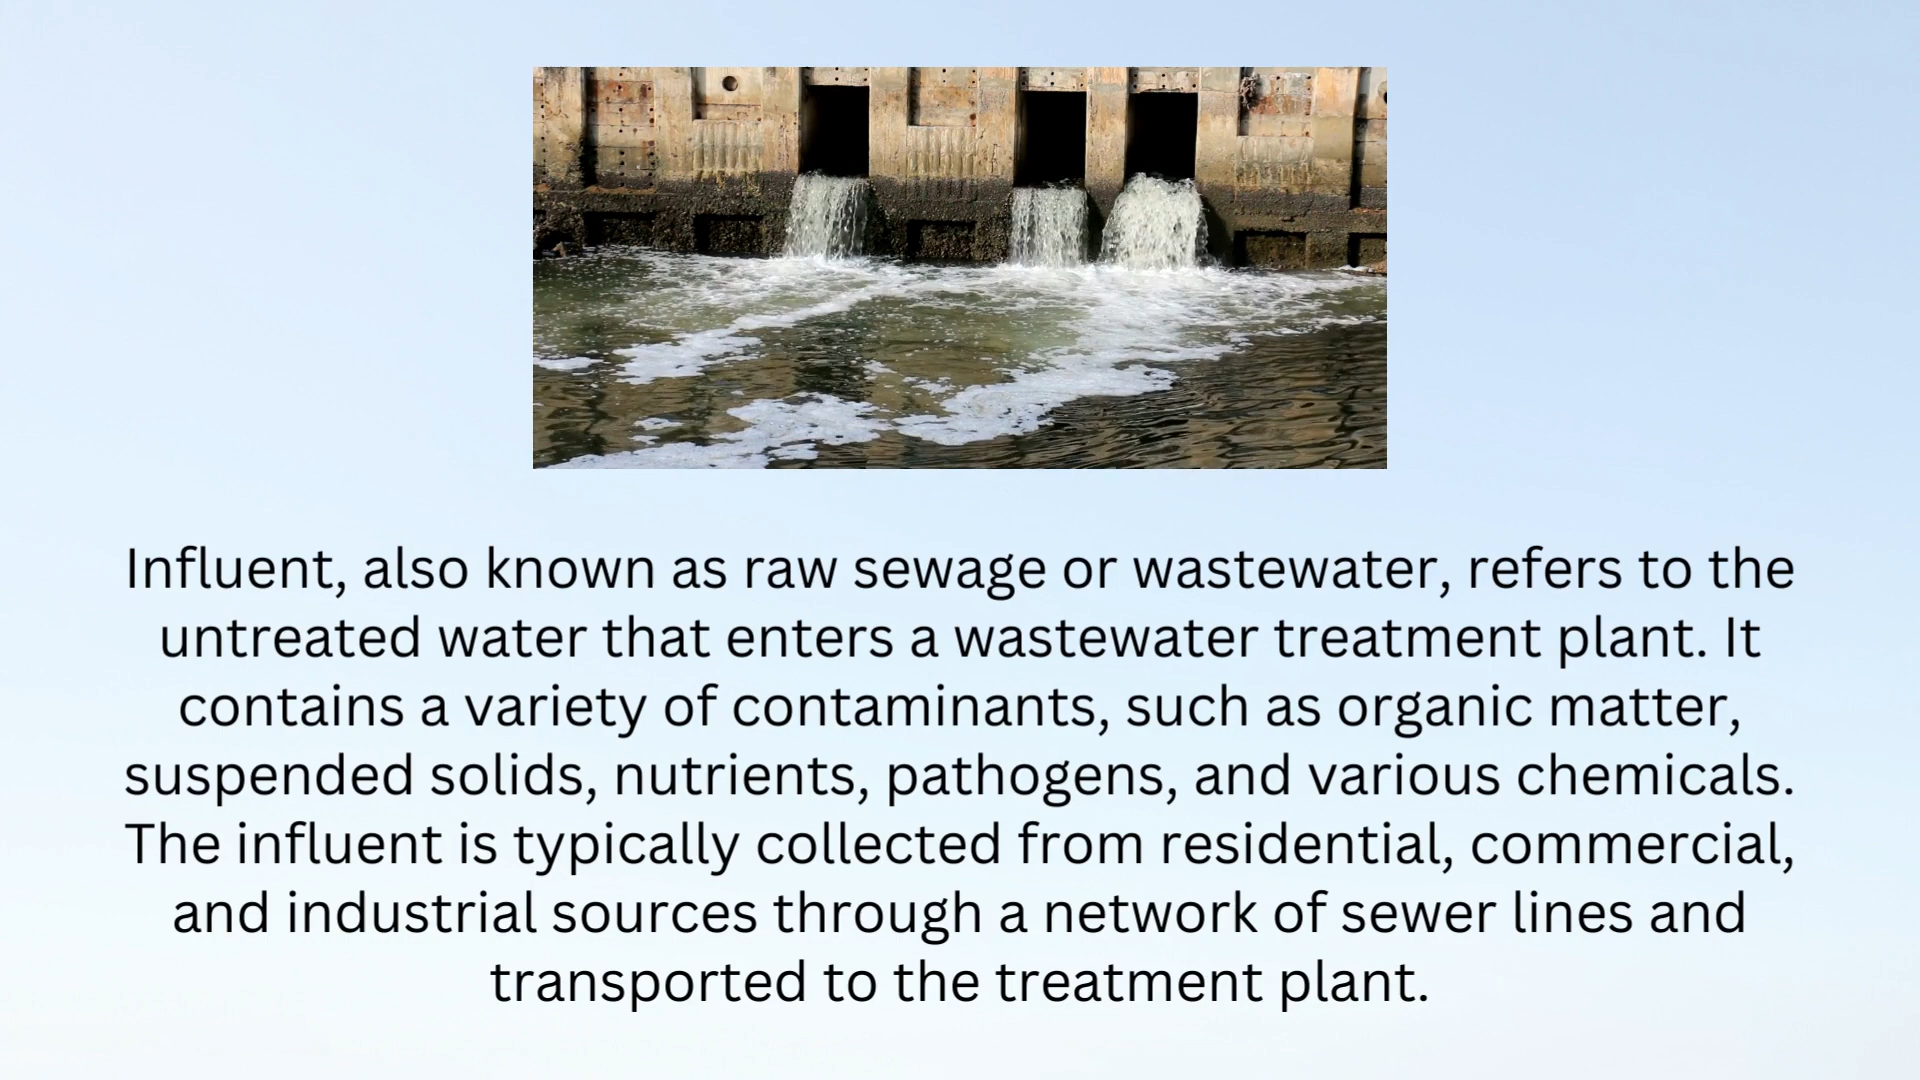 Influent, also known as raw sewage or wastewater, refers to the
untreated water that enters a wastewater treatment plant. It
contains a variety of contaminants, such as organic matter,
suspended solids, nutrients, pathogens, and various chemicals.
The influent is typically collected from residential, commercial,
and industrial sources through a network of sewer lines and
transported to the treatment plant.